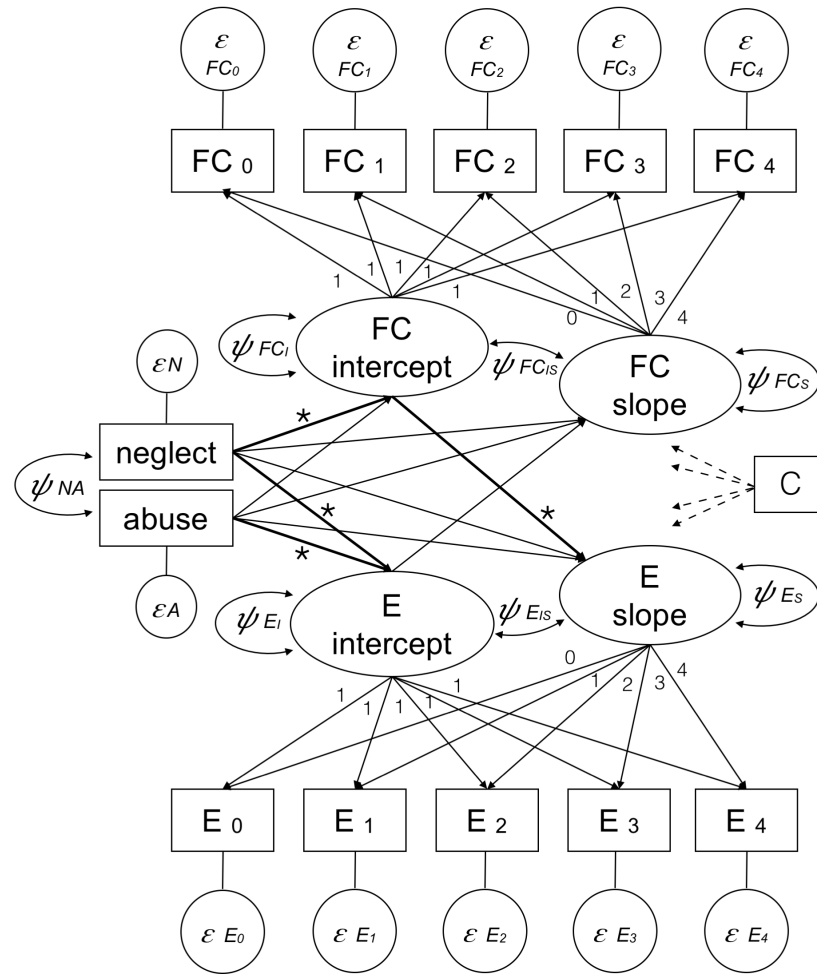 ε FC0 ε FC1 ε FC2 ε FC3 ε FC4
FC 0 FC 1 FC 2 FC 3 FC 4
1 1 1 1 1
0 1 2 3 4
ψ FCI
FC
intercept
ψ FCIS
FC
slope
ψ FCS
εN
neglect
*
ψ NA
abuse
*
*
*
C
εA
ψ EI
E
intercept
ψ EIS
E
slope
ψ ES
1 1 1 1 1
0 1 2 3 4
E 0 E 1 E 2 E 3 E 4
ε E0 ε E1 ε E2 ε E3 ε E4